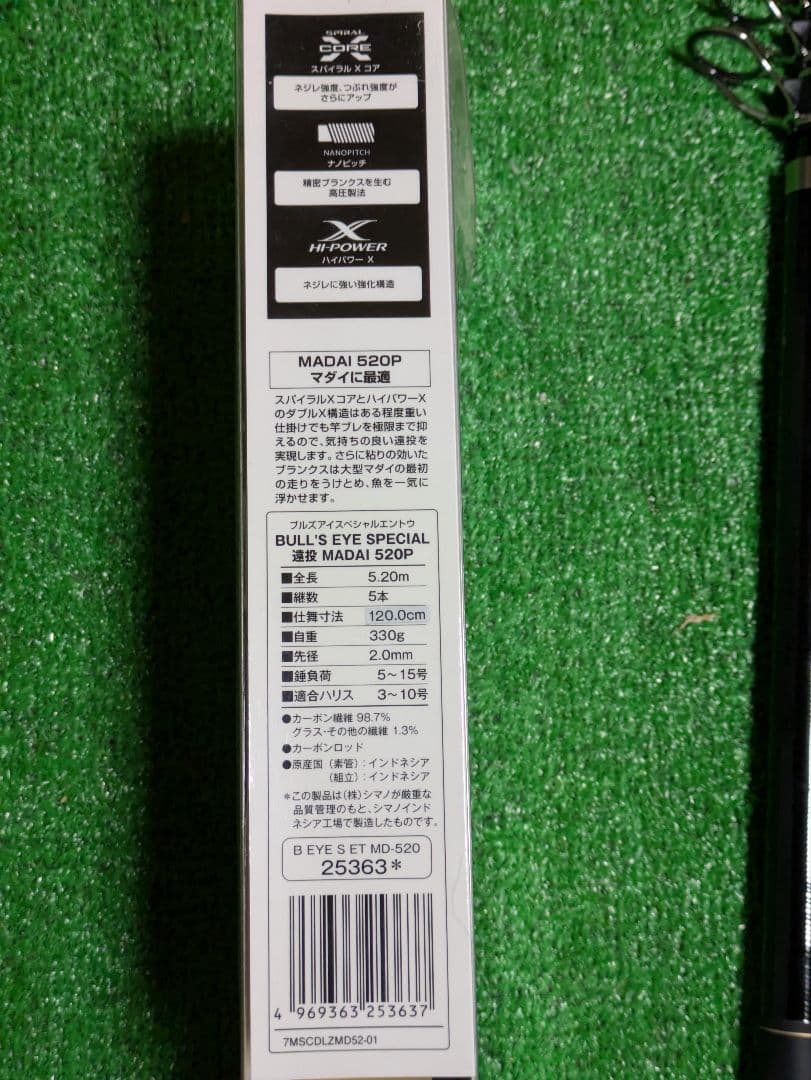 SPIRAL
X
CORE
スパイラル X コア
ネジレ強度、つぶれ強度が
さらにアップ
NANOPITCH
ナノピッチ
精密ブランクスを生む
高圧製法
X
HI-POWER
ハイパワー X
ネジレに強い強化構造
MADAI 520P
マダイに最適
スパイラルXコアとハイパワーX
のダブルX構造はある程度重い
仕掛けでも竿ブレを極限まで抑
えるので、気持ちの良い遠投を
実現します。さらに粘りの効いた
ブランクスは大型マダイの最初
の走りをうけとめ、魚を一気に
浮かせます。
ブルズアイスペシャルエントウ
BULL'S EYE SPECIAL
遠投 MADAI 520P
■全長 5.20m
■継数 5本
■仕舞寸法 120.0cm
■自重 330g
■先径 2.0mm
■錘負荷 5〜15号
■適合ハリス 3〜10号
●カーボン繊維 98.7%
グラス・その他の繊維 1.3%
●カーボンロッド
●原産国（素管）：インドネシア
（組立）：インドネシア
*この製品は(株)シマノが厳重な
品質管理のもと、シマノインド
ネシア工場で製造したものです。
B EYE S ET MD-520
25363*
4 969363 253637
7MSCDLZMD52-01